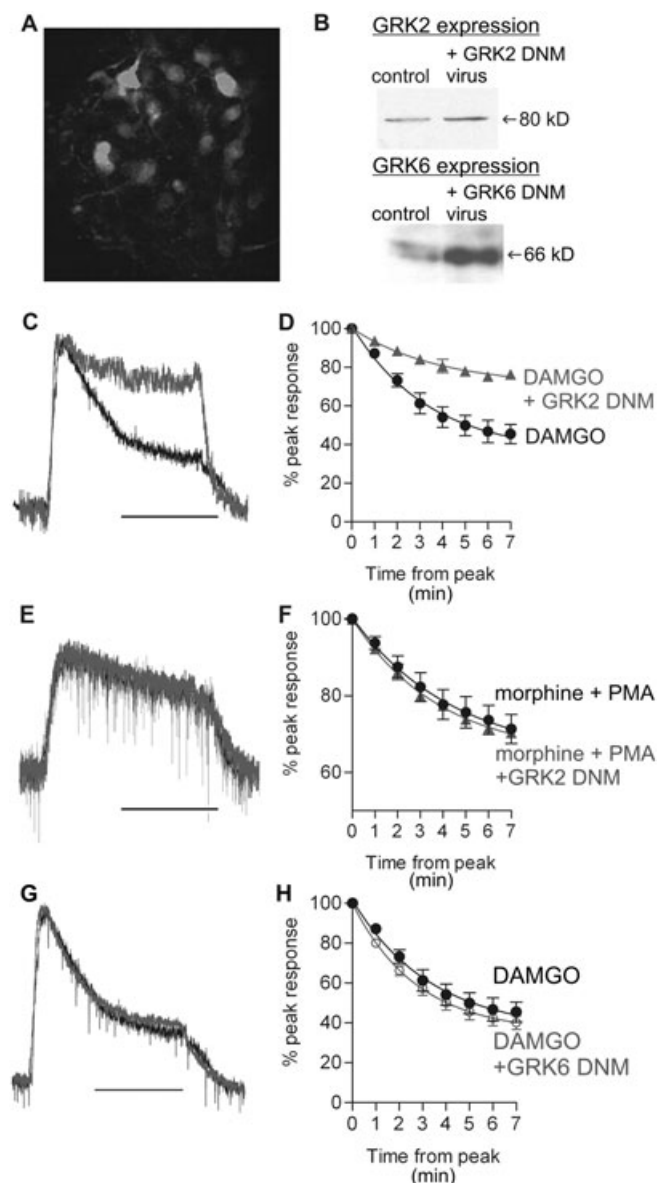 A
B
GRK2 expression
+ GRK2 DNM
control virus
←80 kD
GRK6 expression
+ GRK6 DNM
control virus
←66 kD
C
D
% peak response
100
80
60
40
20
0
0 1 2 3 4 5 6 7
Time from peak
(min)
DAMGO
+ GRK2 DNM
DAMGO
E
F
% peak response
100
80
60
0 1 2 3 4 5 6 7
Time from peak
(min)
morphine + PMA
morphine + PMA
+GRK2 DNM
G
H
% peak response
100
80
60
40
20
0
0 1 2 3 4 5 6 7
Time from peak
(min)
DAMGO
DAMGO
+GRK6 DNM